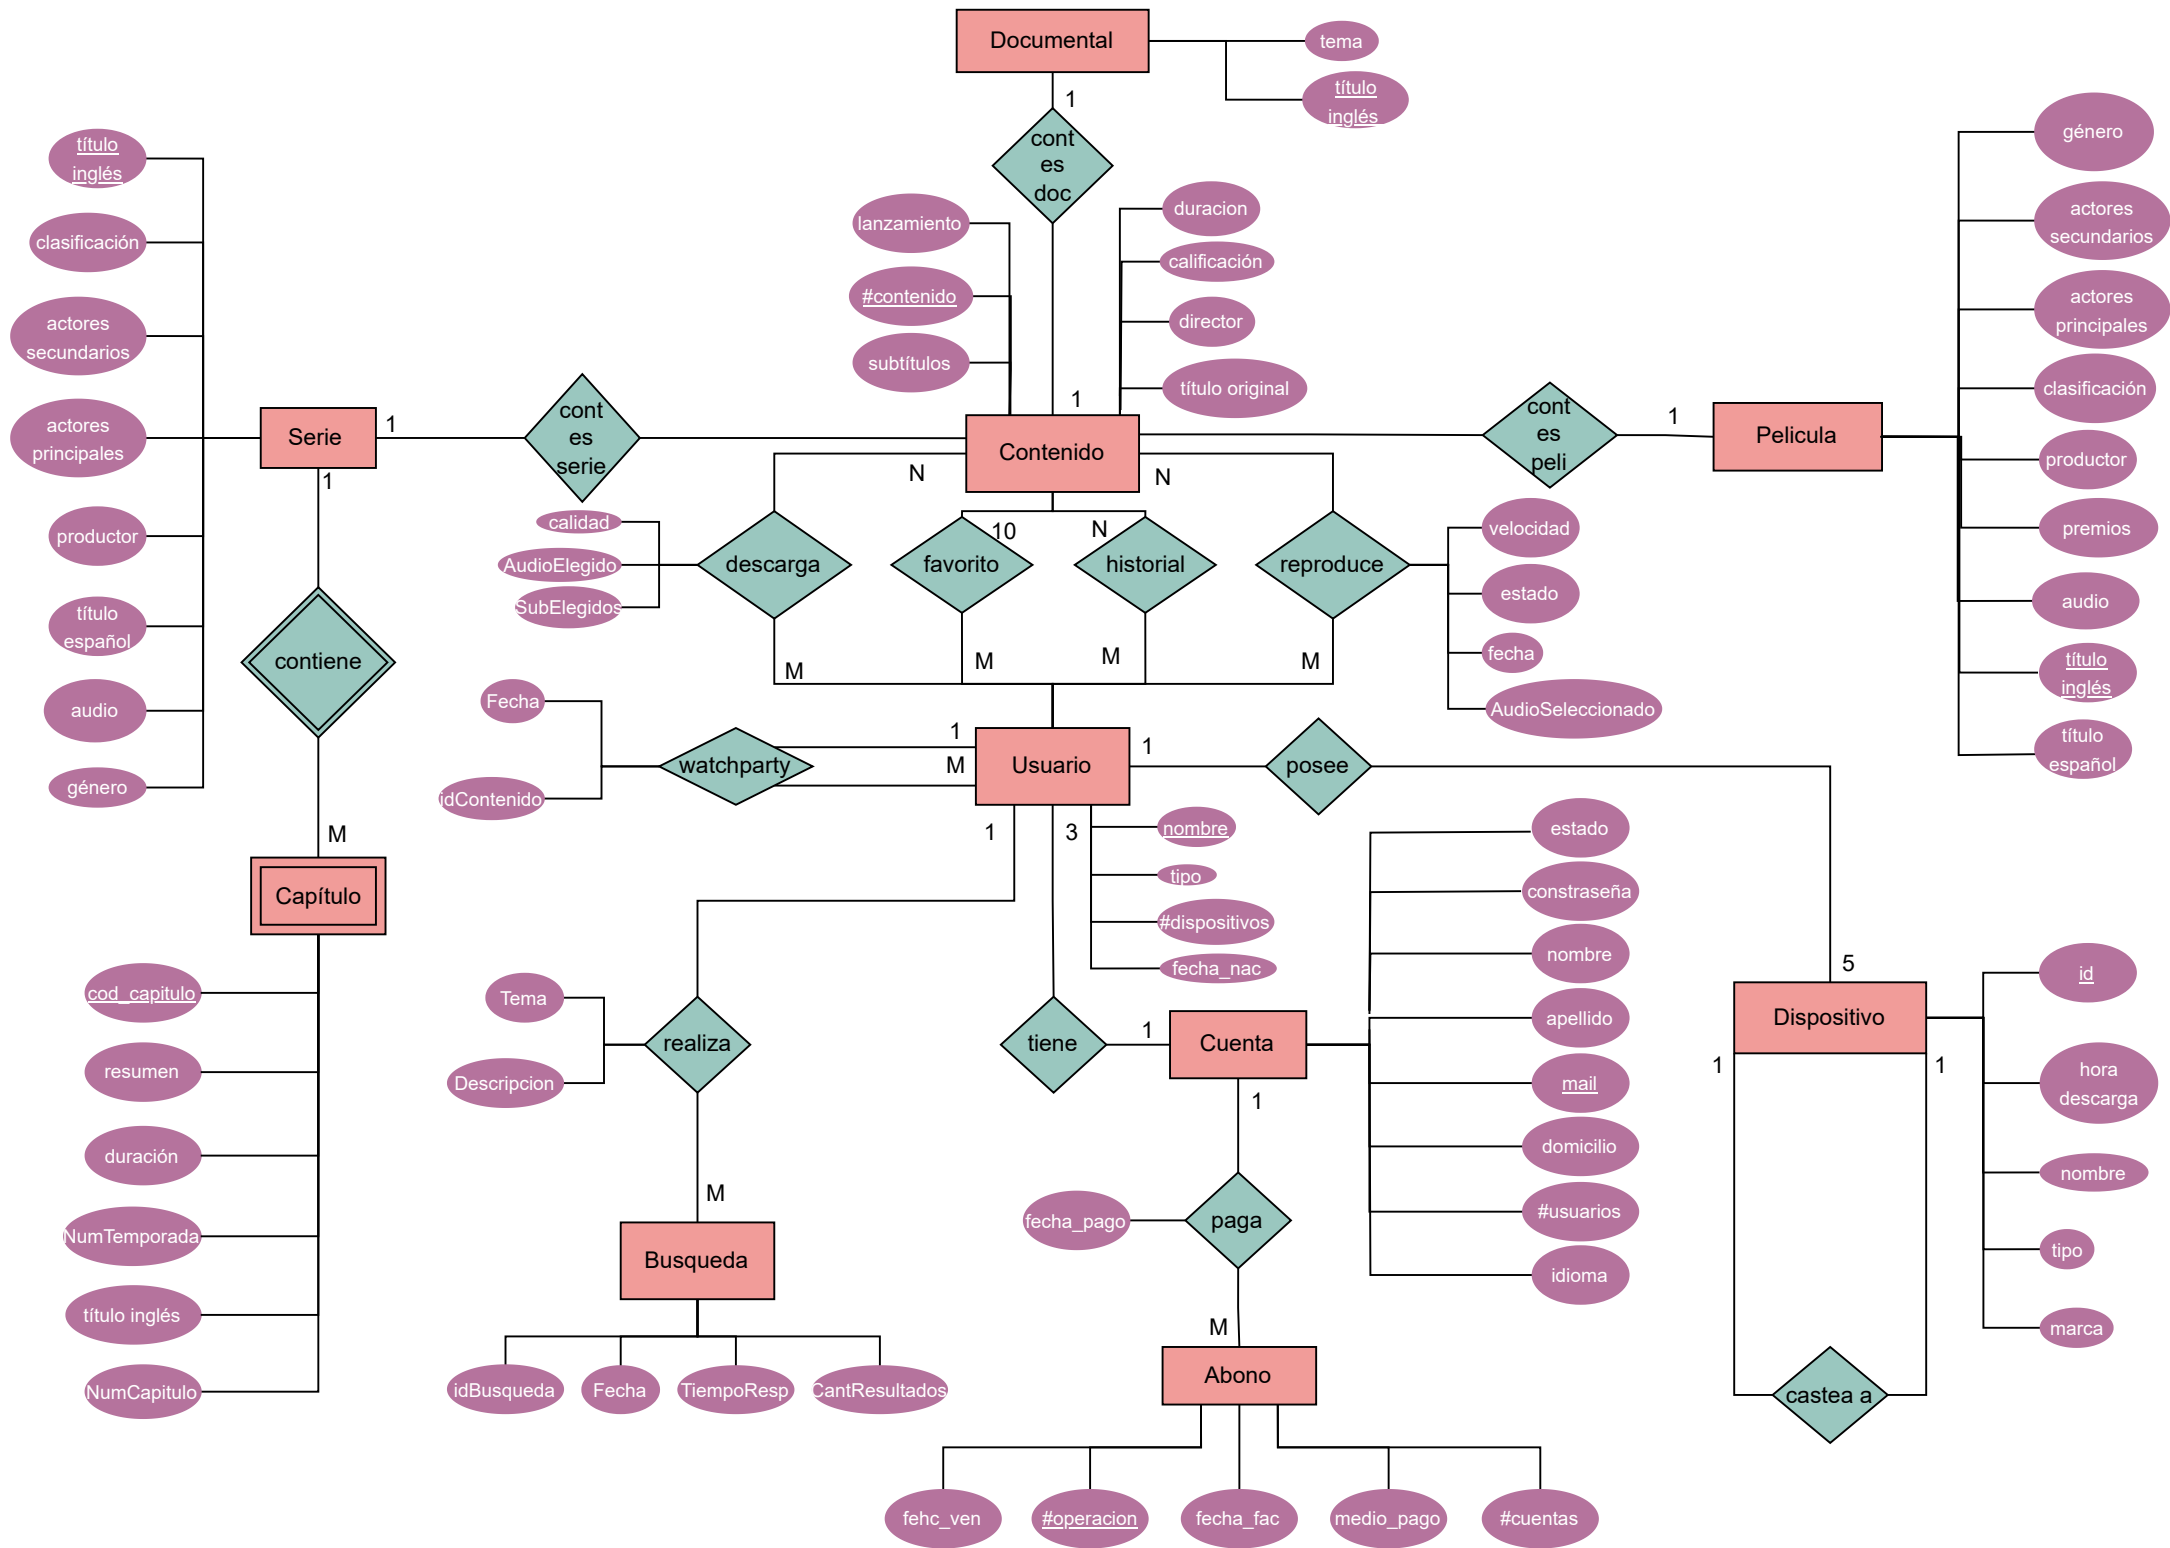 Documental
tema
título
inglés
1
cont
es
doc
título
inglés
clasificación
actores
secundarios
actores
principales
productor
título
español
audio
género
lanzamiento
#contenido
subtítulos
duracion
calificación
director
título original
género
actores
secundarios
actores
principales
clasificación
productor
premios
audio
título
inglés
título
español
Serie
1
cont
es
serie
1
Contenido
cont
es
peli
1
Pelicula
1
N
N
10
N
calidad
AudioElegido
SubElegidos
descarga
favorito
historial
reproduce
velocidad
estado
fecha
AudioSeleccionado
contiene
M
M
M
M
Fecha
idContenido
watchparty
1
M
Usuario
1
posee
M
1
3
nombre
tipo
#dispositivos
fecha_nac
Capítulo
cod_capitulo
resumen
duración
NumTemporada
título inglés
NumCapitulo
Tema
Descripcion
realiza
tiene
1
Cuenta
estado
constraseña
nombre
apellido
mail
domicilio
#usuarios
idioma
5
Dispositivo
1
1
id
hora
descarga
nombre
tipo
marca
castea a
1
fecha_pago
paga
M
M
Busqueda
idBusqueda
Fecha
TiempoResp
CantResultados
Abono
fehc_ven
#operacion
fecha_fac
medio_pago
#cuentas